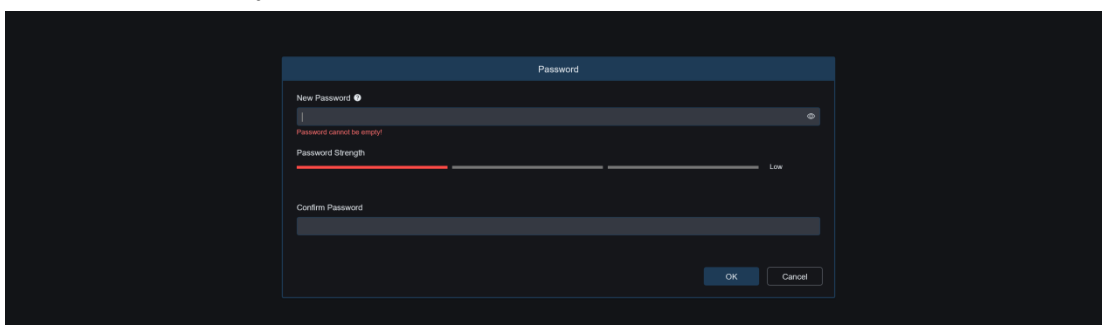 Password
New Password
Password cannot be empty!
Password Strength
Low
Confirm Password
OK
Cancel